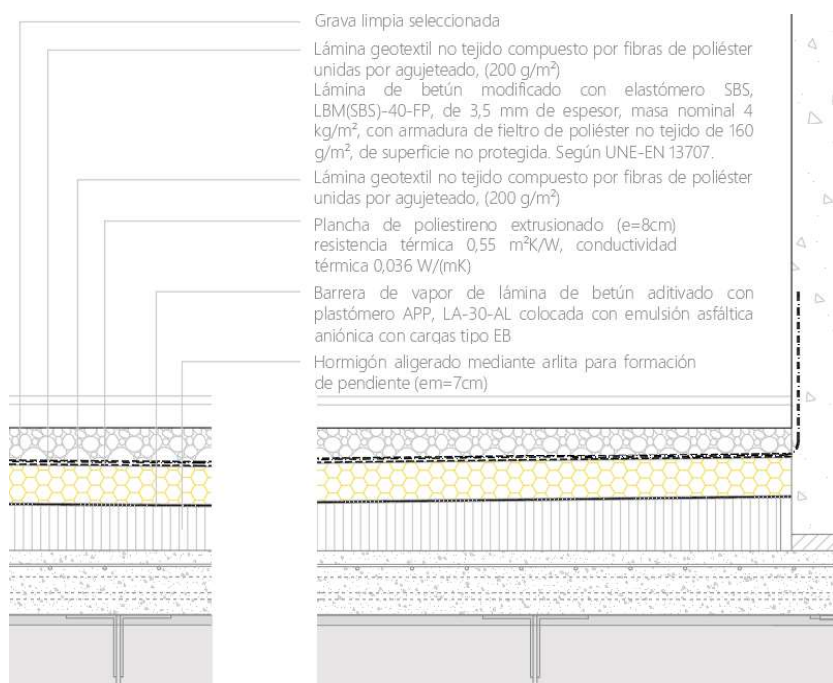 Grava limpia seleccionada
Lámina geotextil no tejido compuesto por fibras de poliéster
unidas por agujeteado, (200 g/m²)
Lámina de betún modificado con elastómero SBS,
LBM(SBS)-40-FP, de 3,5 mm de espesor, masa nominal 4
kg/m², con armadura de fieltro de poliéster no tejido de 160
g/m², de superficie no protegida. Según UNE-EN 13707.
Lámina geotextil no tejido compuesto por fibras de poliéster
unidas por agujeteado, (200 g/m²)
Plancha de poliestireno extrusionado (e=8cm)
resistencia térmica 0,55 m²K/W, conductividad
térmica 0,036 W/(mK)
Barrera de vapor de lámina de betún aditivado con
plastómero APP, LA-30-AL colocada con emulsión asfáltica
aniónica con cargas tipo EB
Hormigón aligerado mediante arlita para formación
de pendiente (em=7cm)